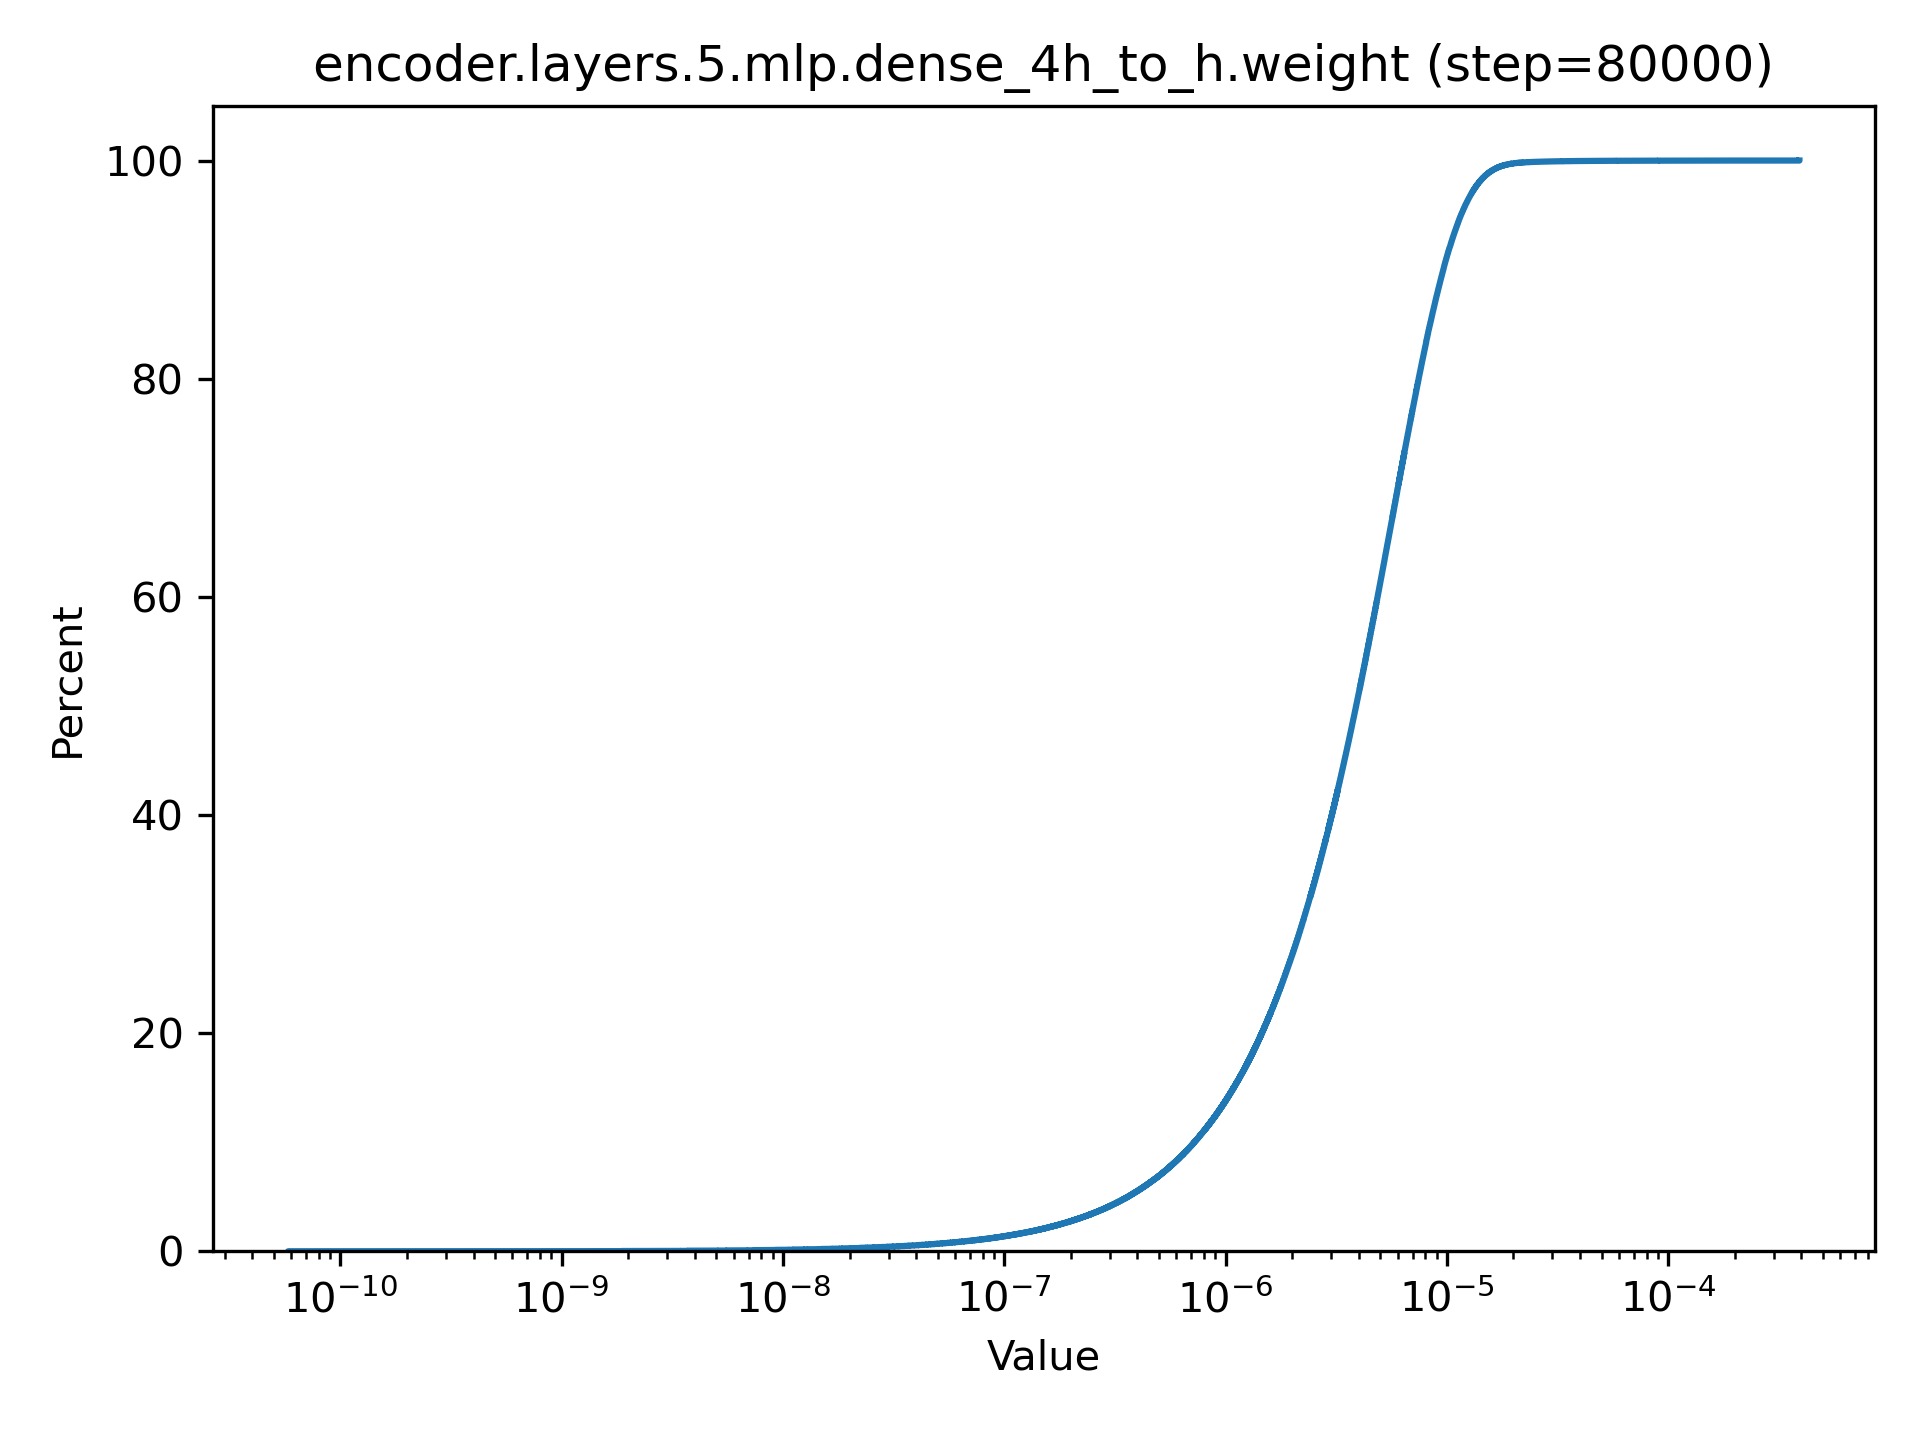 encoder.layers.5.mlp.dense_4h_to_h.weight (step=80000)
100
80
60
40
20
0
Percent
10⁻¹⁰ 10⁻⁹ 10⁻⁸ 10⁻⁷ 10⁻⁶ 10⁻⁵ 10⁻⁴
Value